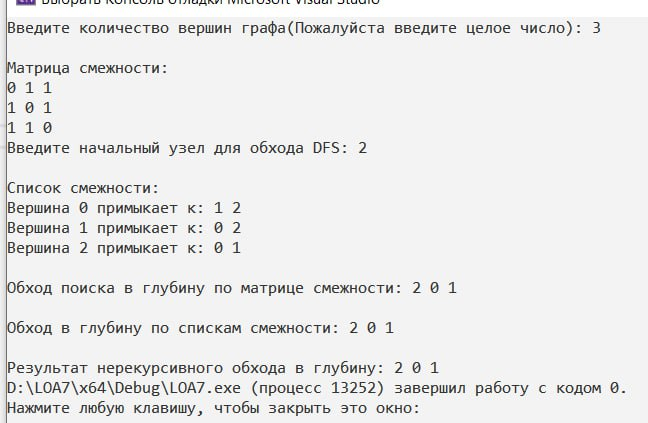 Выбрать Консоль отладки Microsoft Visual Studio
Введите количество вершин графа(Пожалуйста введите целое число): 3
Матрица смежности:
0 1 1
1 0 1
1 1 0
Введите начальный узел для обхода DFS: 2
Список смежности:
Вершина 0 примыкает к: 1 2
Вершина 1 примыкает к: 0 2
Вершина 2 примыкает к: 0 1
Обход поиска в глубину по матрице смежности: 2 0 1
Обход в глубину по спискам смежности: 2 0 1
Результат нерекурсивного обхода в глубину: 2 0 1
D:\LOA7\x64\Debug\LOA7.exe (процесс 13252) завершил работу с кодом 0.
Нажмите любую клавишу, чтобы закрыть это окно: